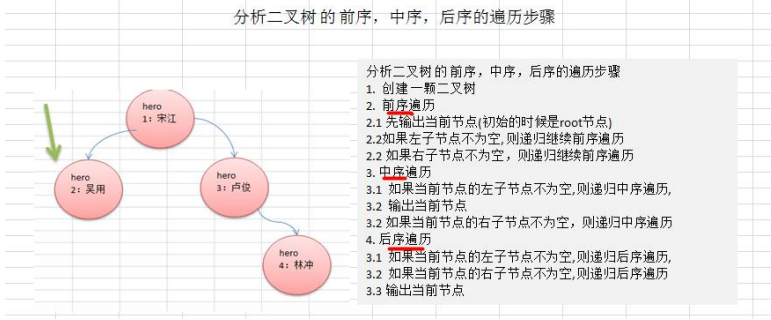 分析二叉树 的 前序，中序，后序的遍历步骤
hero
1：宋江
hero
2：吴用
hero
3：卢俊
hero
4：林冲
分析二叉树 的 前序，中序，后序的遍历步骤
1. 创建 一颗 二叉树
2. 前序遍历
2.1 先输出当前节点(初始的时候是root节点)
2.2如果左子节点不为空, 则递归继续前序遍历
2.2 如果右子节点不为空，则递归继续前序遍历
3. 中序遍历
3.1 如果当前节点的左子节点不为空,则递归中序遍历,
3.2 输出当前节点
3.2 如果当前节点的右子节点不为空，则递归中序遍历
4. 后序遍历
3.1 如果当前节点的左子节点不为空,则递归后序遍历,
3.2 如果当前节点的右子节点不为空,则递归后序遍历
3.3 输出当前节点